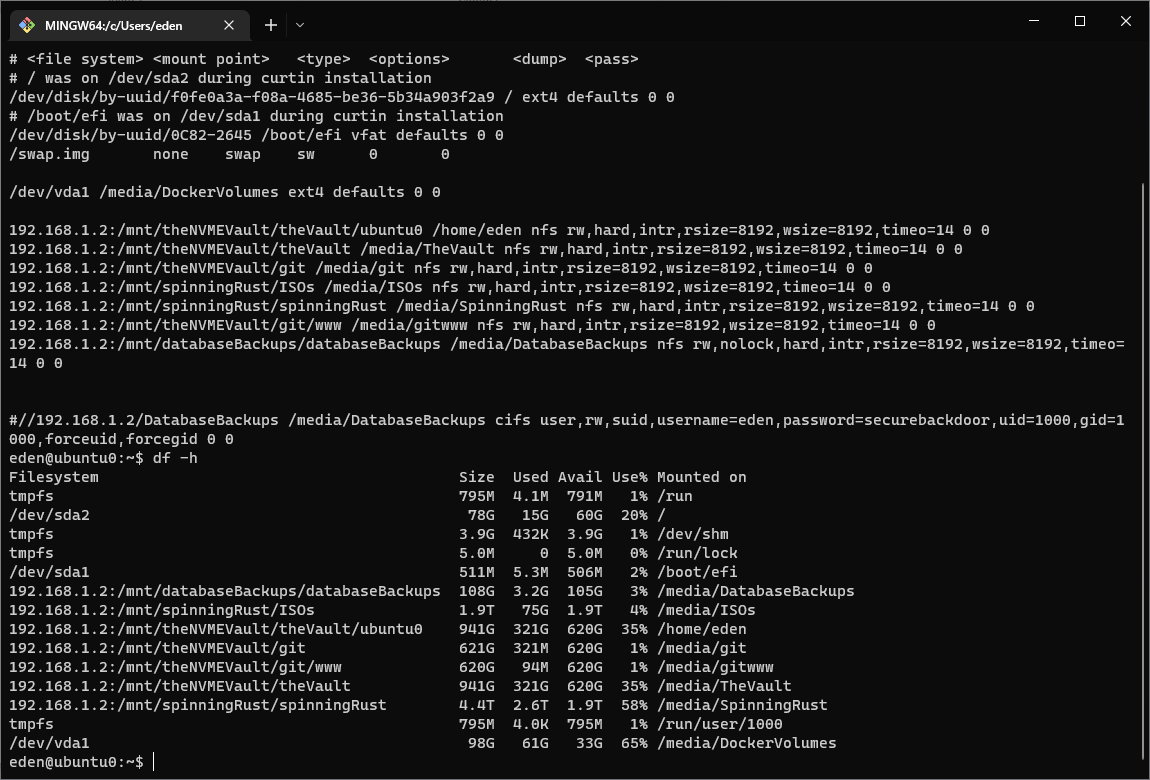 MINGW64:/c/Users/eden
# <file system> <mount point>   <type>  <options>       <dump>  <pass>
# / was on /dev/sda2 during curtin installation
/dev/disk/by-uuid/f0fe0a3a-f08a-4685-be36-5b34a903f2a9 / ext4 defaults 0 0
# /boot/efi was on /dev/sda1 during curtin installation
/dev/disk/by-uuid/0C82-2645 /boot/efi vfat defaults 0 0
/swap.img       none    swap    sw      0       0
/dev/vda1 /media/DockerVolumes ext4 defaults 0 0
192.168.1.2:/mnt/theNVMEVault/theVault/ubuntu0 /home/eden nfs rw,hard,intr,rsize=8192,wsize=8192,timeo=14 0 0
192.168.1.2:/mnt/theNVMEVault/theVault /media/TheVault nfs rw,hard,intr,rsize=8192,wsize=8192,timeo=14 0 0
192.168.1.2:/mnt/theNVMEVault/git /media/git nfs rw,hard,intr,rsize=8192,wsize=8192,timeo=14 0 0
192.168.1.2:/mnt/spinningRust/ISOs /media/ISOs nfs rw,hard,intr,rsize=8192,wsize=8192,timeo=14 0 0
192.168.1.2:/mnt/spinningRust/spinningRust /media/SpinningRust nfs rw,hard,intr,rsize=8192,wsize=8192,timeo=14 0 0
192.168.1.2:/mnt/theNVMEVault/git/www /media/gitwww nfs rw,hard,intr,rsize=8192,wsize=8192,timeo=14 0 0
192.168.1.2:/mnt/databaseBackups/databaseBackups /media/DatabaseBackups nfs rw,nolock,hard,intr,rsize=8192,wsize=8192,timeo=
14 0 0
#//192.168.1.2/DatabaseBackups /media/DatabaseBackups cifs user,rw,suid,username=eden,password=securebackdoor,uid=1000,gid=1
000,forceuid,forcegid 0 0
eden@ubuntu0:~$ df -h
Filesystem                                        Size  Used Avail Use% Mounted on
tmpfs                                             795M  4.1M  791M   1% /run
/dev/sda2                                          78G   15G   60G  20% /
tmpfs                                             3.9G  432K  3.9G   1% /dev/shm
tmpfs                                             5.0M     0  5.0M   0% /run/lock
/dev/sda1                                         511M  5.3M  506M   2% /boot/efi
192.168.1.2:/mnt/databaseBackups/databaseBackups  108G  3.2G  105G   3% /media/DatabaseBackups
192.168.1.2:/mnt/spinningRust/ISOs                1.9T   75G  1.9T   4% /media/ISOs
192.168.1.2:/mnt/theNVMEVault/theVault/ubuntu0    941G  321G  620G  35% /home/eden
192.168.1.2:/mnt/theNVMEVault/git                 621G  321M  620G   1% /media/git
192.168.1.2:/mnt/theNVMEVault/git/www             620G   94M  620G   1% /media/gitwww
192.168.1.2:/mnt/theNVMEVault/theVault            941G  321G  620G  35% /media/TheVault
192.168.1.2:/mnt/spinningRust/spinningRust        4.4T  2.6T  1.9T  58% /media/SpinningRust
tmpfs                                             795M  4.0K  795M   1% /run/user/1000
/dev/vda1                                          98G   61G   33G  65% /media/DockerVolumes
eden@ubuntu0:~$